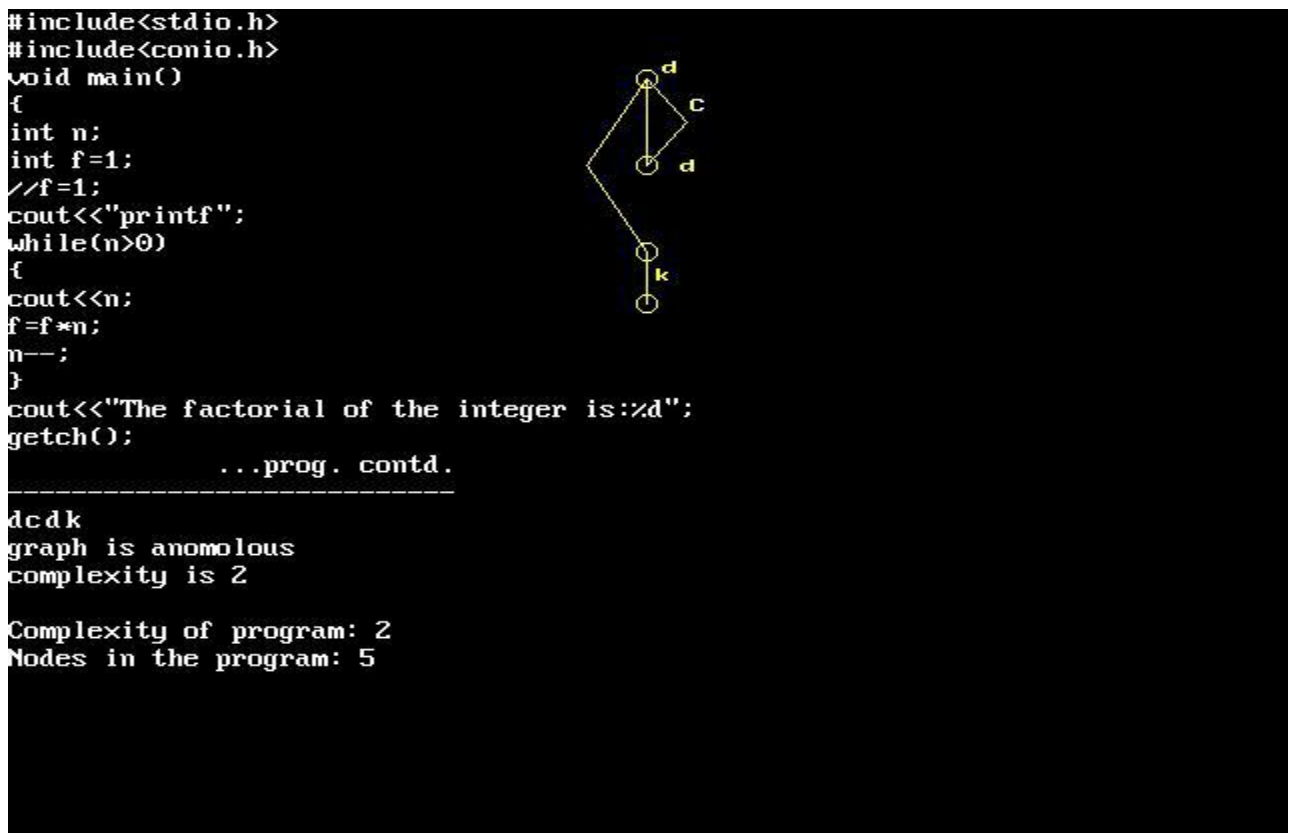 #include<stdio.h>
#include<conio.h>
void main()
{
int n;
int f=1;
//f=1;
cout<<"printf";
while(n>0)
{
cout<<n;
f=f*n;
n--;
}
cout<<"The factorial of the integer is:%d";
getch();
...prog. contd.
----------------------------
dcdk
graph is anomolous
complexity is 2
Complexity of program: 2
Nodes in the program: 5
d
C
d
k